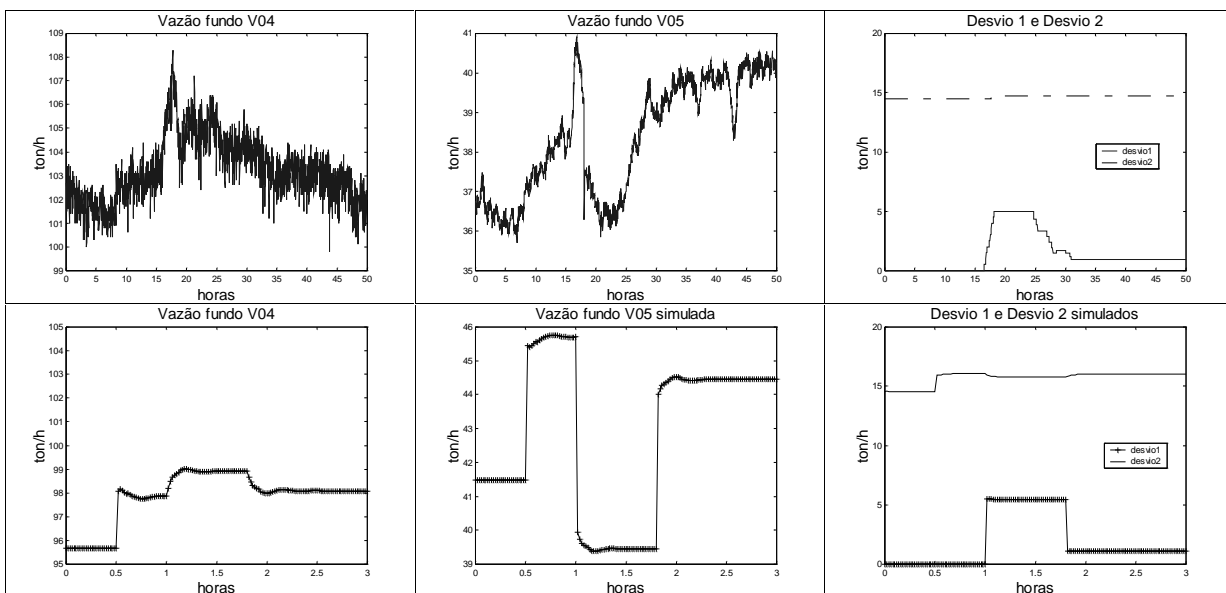 Vazão fundo V04
109
108
107
106
105
104
103
102
101
100
99
ton/h
0 5 10 15 20 25 30 35 40 45 50
horas
Vazão fundo V05
41
40
39
38
37
36
35
ton/h
0 5 10 15 20 25 30 35 40 45 50
horas
Desvio 1 e Desvio 2
20
15
10
5
0
ton/h
desvio1
desvio2
0 5 10 15 20 25 30 35 40 45 50
horas
Vazão fundo V04
105
104
103
102
101
100
99
98
97
96
95
ton/h
0 0.5 1 1.5 2 2.5 3
horas
Vazão fundo V05 simulada
46
45
44
43
42
41
40
39
ton/h
0 0.5 1 1.5 2 2.5 3
horas
Desvio 1 e Desvio 2 simulados
20
15
10
5
0
ton/h
desvio1
desvio2
0 0.5 1 1.5 2 2.5 3
horas